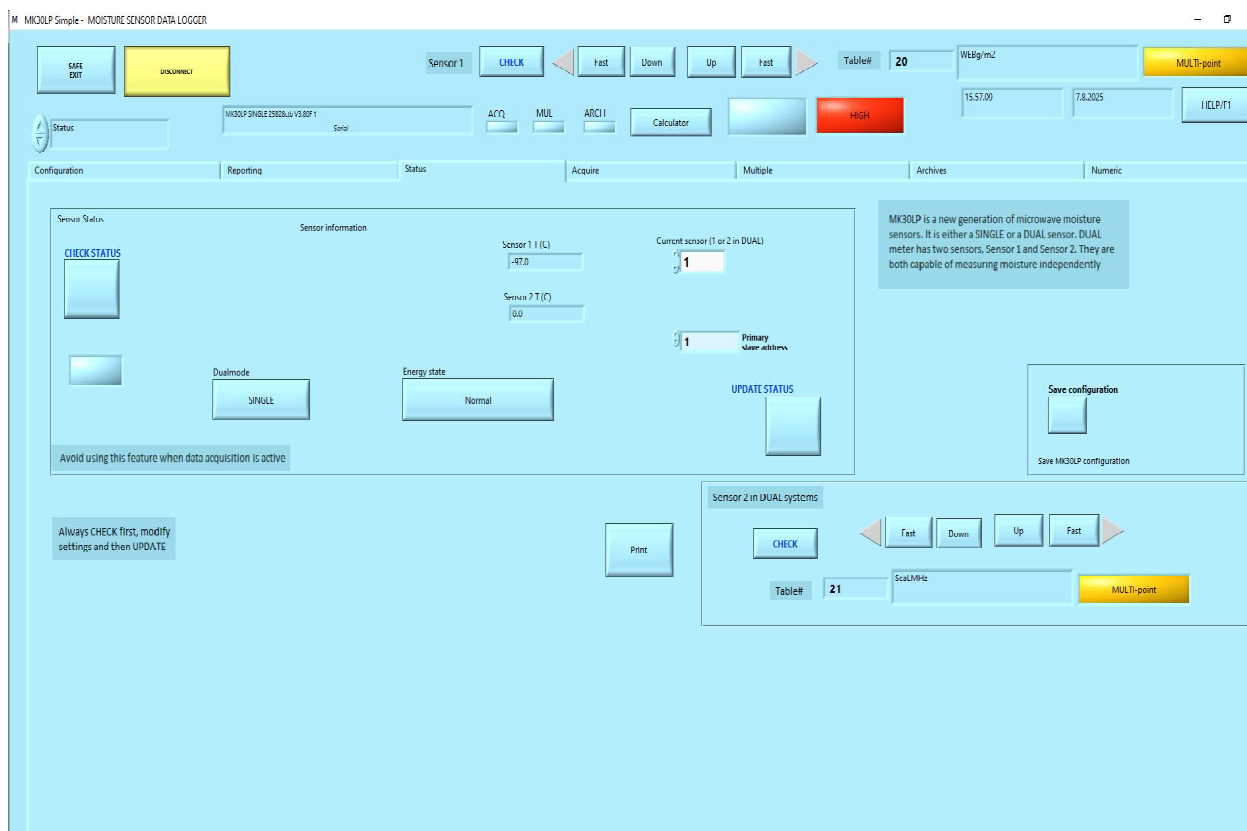 M MK30LP Simple - MOISTURE SENSOR DATA LOGGER
SAFE
EXIT
DISCONNECT
Sensor 1
CHECK
Fast
Down
Up
Fast
Table#
20
WEBg/m2
MULTI-point
Status
MK30LP SINGLE
V3.80F 1
Serial
ACQ
MUL
ARCH
Calculator
HIGH
15.57.09
7.8.2025
HELP/F1
Configuration
Reporting
Status
Acquire
Multiple
Archives
Numeric
Sensor Status
Sensor information
CHECK STATUS
Sensor 1 T (C)
-97.0
Current sensor (1 or 2 in DUAL)
1
Sensor 2 T (C)
0.0
1
Primary
slave address
Dualmode
SINGLE
Energy state
Normal
UPDATE STATUS
Avoid using this feature when data acquisition is active
MK30LP is a new generation of microwave moisture
sensors. It is either a SINGLE or a DUAL sensor. DUAL
meter has two sensors, Sensor 1 and Sensor 2. They are
both capable of measuring moisture independently
Save configuration
Save MK30LP configuration
Always CHECK first, modify
settings and then UPDATE
Print
Sensor 2 in DUAL systems
CHECK
Fast
Down
Up
Fast
Table#
21
ScaLMHz
MULTI-point